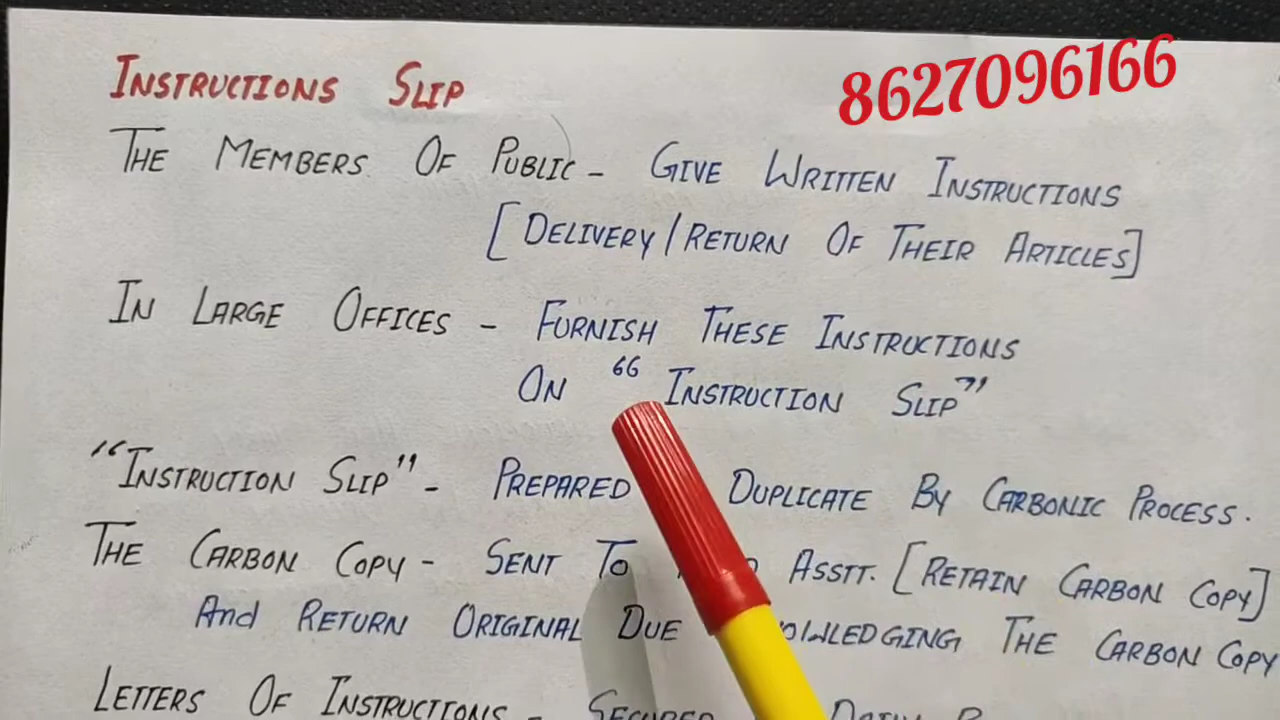 8627096166
INSTRUCTIONS SLIP
THE MEMBERS OF PUBLIC - GIVE WRITTEN INSTRUCTIONS
[DELIVERY/RETURN OF THEIR ARTICLES]
IN LARGE OFFICES - FURNISH THESE INSTRUCTIONS
ON "INSTRUCTION SLIP"
"INSTRUCTION SLIP" - PREPARED DUPLICATE BY CARBONIC PROCESS.
THE CARBON COPY - SENT TO ASSTT. [RETAIN CARBON COPY]
And RETURN ORIGINAL DUE THE CARBON COPY
LETTERS OF INSTRUCTIONS - SECURED